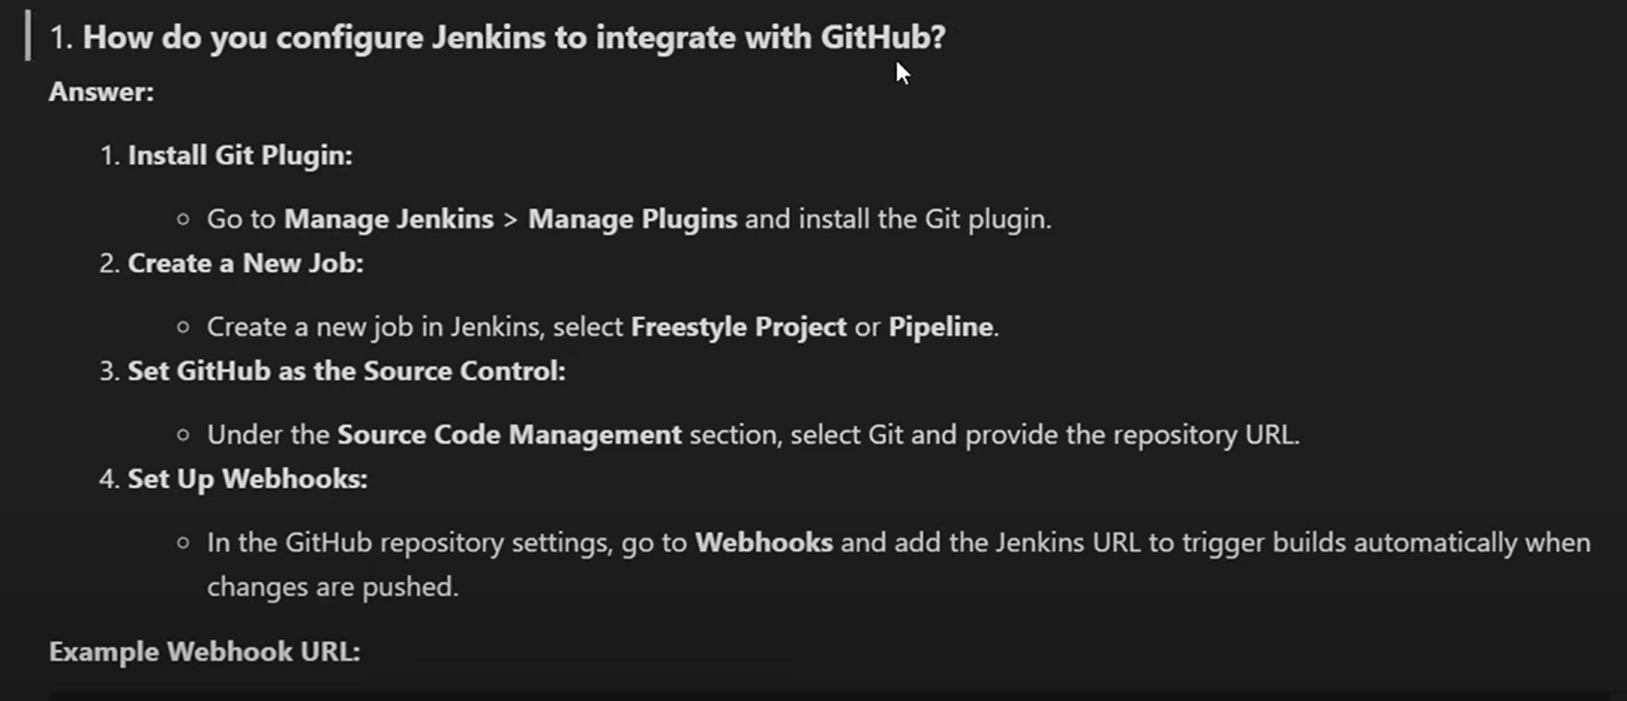 1. How do you configure Jenkins to integrate with GitHub?
Answer:
1. Install Git Plugin:
○ Go to Manage Jenkins > Manage Plugins and install the Git plugin.
2. Create a New Job:
○ Create a new job in Jenkins, select Freestyle Project or Pipeline.
3. Set GitHub as the Source Control:
○ Under the Source Code Management section, select Git and provide the repository URL.
4. Set Up Webhooks:
○ In the GitHub repository settings, go to Webhooks and add the Jenkins URL to trigger builds automatically when
changes are pushed.
Example Webhook URL: